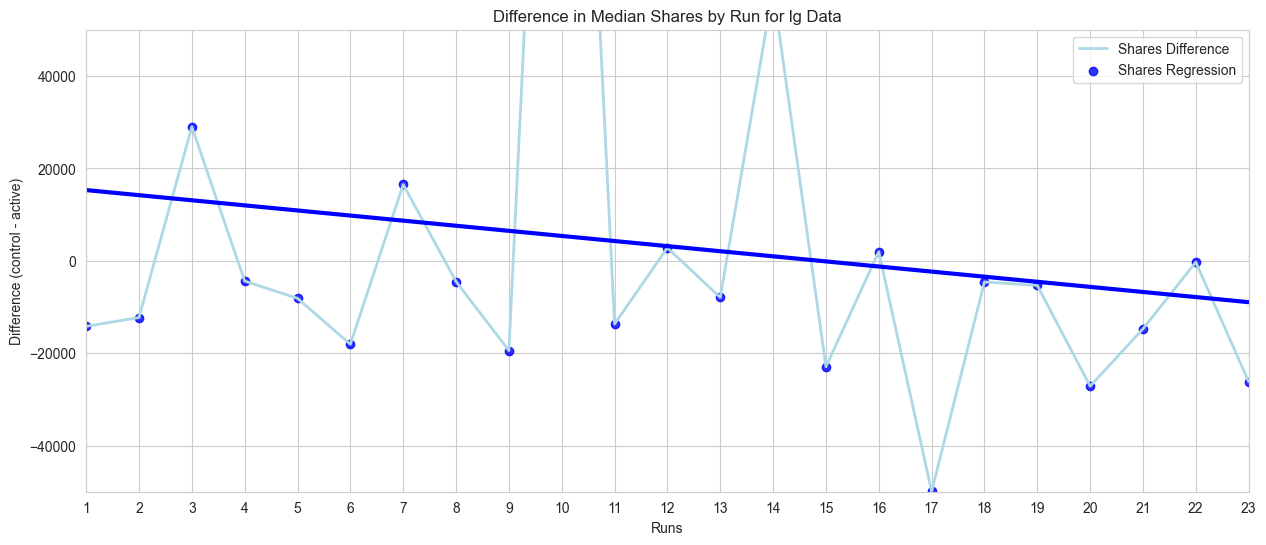 Difference in Median Shares by Run for lg Data
Shares Difference
Shares Regression
Difference (control - active)
40000
20000
0
−20000
−40000
1 2 3 4 5 6 7 8 9 10 11 12 13 14 15 16 17 18 19 20 21 22 23
Runs